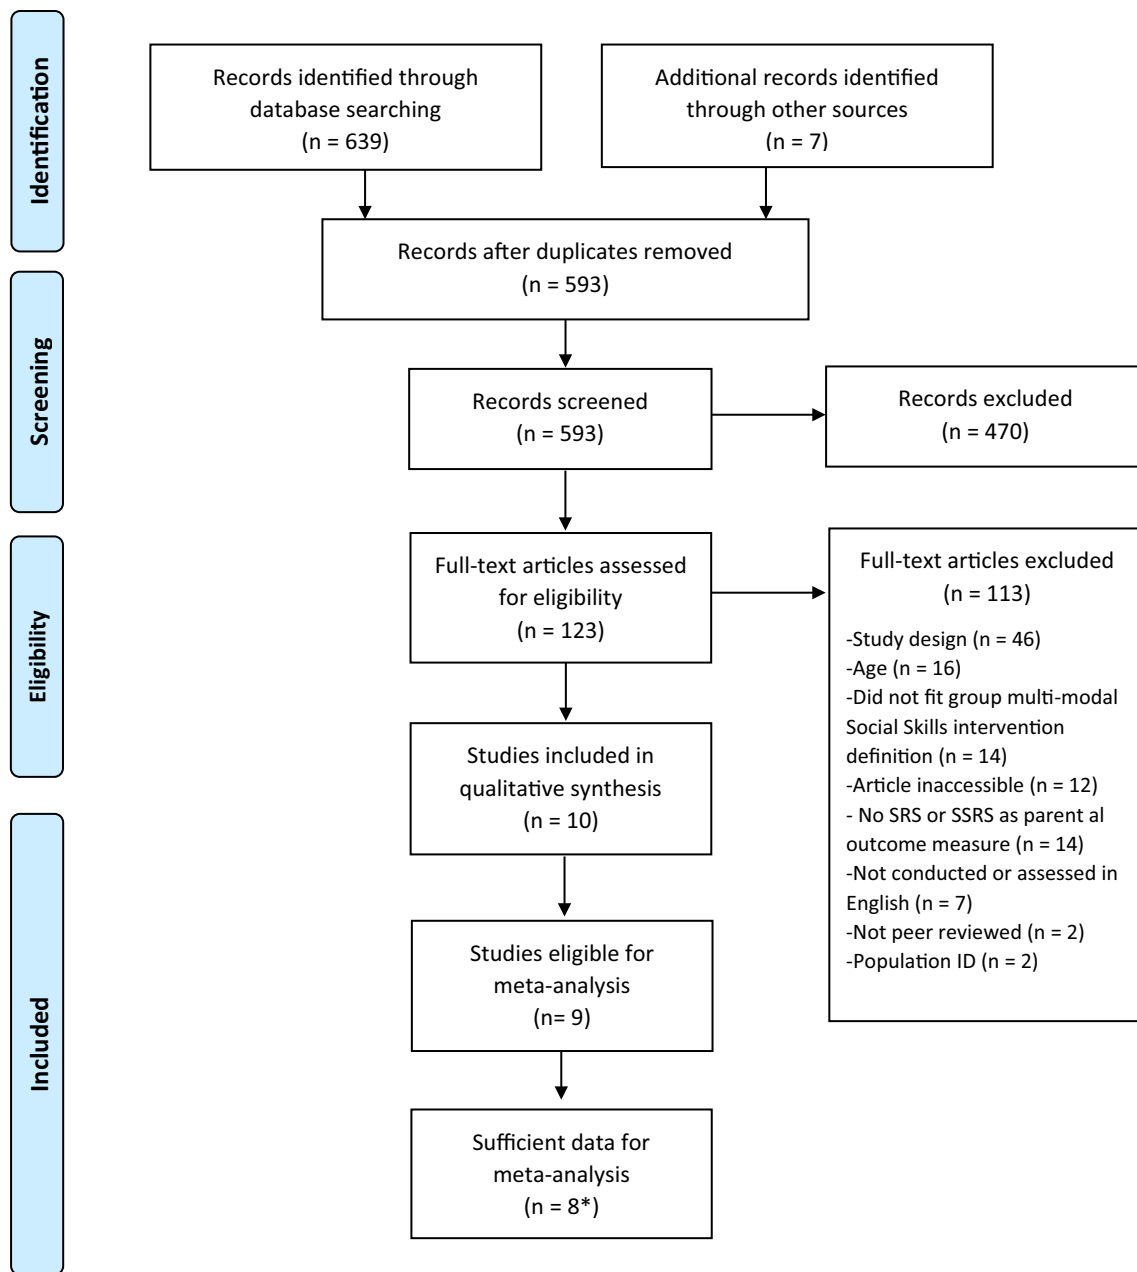 Identification
Records identified through
database searching
(n = 639)
Additional records identified
through other sources
(n = 7)
Records after duplicates removed
(n = 593)
Screening
Records screened
(n = 593)
Records excluded
(n = 470)
Eligibility
Full-text articles assessed
for eligibility
(n = 123)
Full-text articles excluded
(n = 113)
-Study design (n = 46)
-Age (n = 16)
-Did not fit group multi-modal
Social Skills intervention
definition (n = 14)
-Article inaccessible (n = 12)
- No SRS or SSRS as parent al
outcome measure (n = 14)
-Not conducted or assessed in
English (n = 7)
-Not peer reviewed (n = 2)
-Population ID (n = 2)
Studies included in
qualitative synthesis
(n = 10)
Included
Studies eligible for
meta-analysis
(n= 9)
Sufficient data for
meta-analysis
(n = 8*)